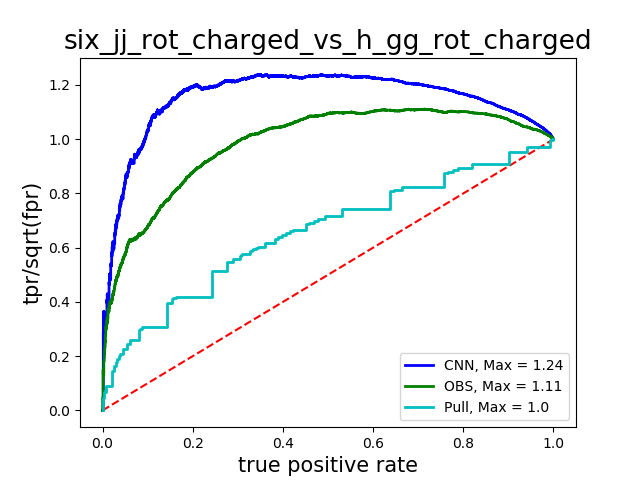 six_jj_rot_charged_vs_h_gg_rot_charged
tpr/sqrt(fpr)
1.2
1.0
0.8
0.6
0.4
0.2
0.0
CNN, Max = 1.24
OBS, Max = 1.11
Pull, Max = 1.0
0.0 0.2 0.4 0.6 0.8 1.0
true positive rate